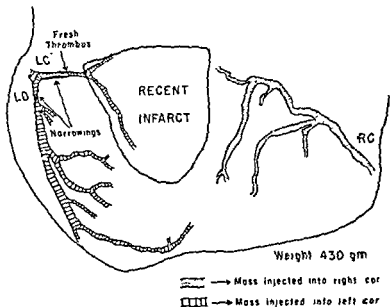 Fresh
Thrombus
LC
LD
RECENT
INFARCT
Narrowings
RC
Weight 430 gm
Mass injected into right cor
Mass injected into left cor